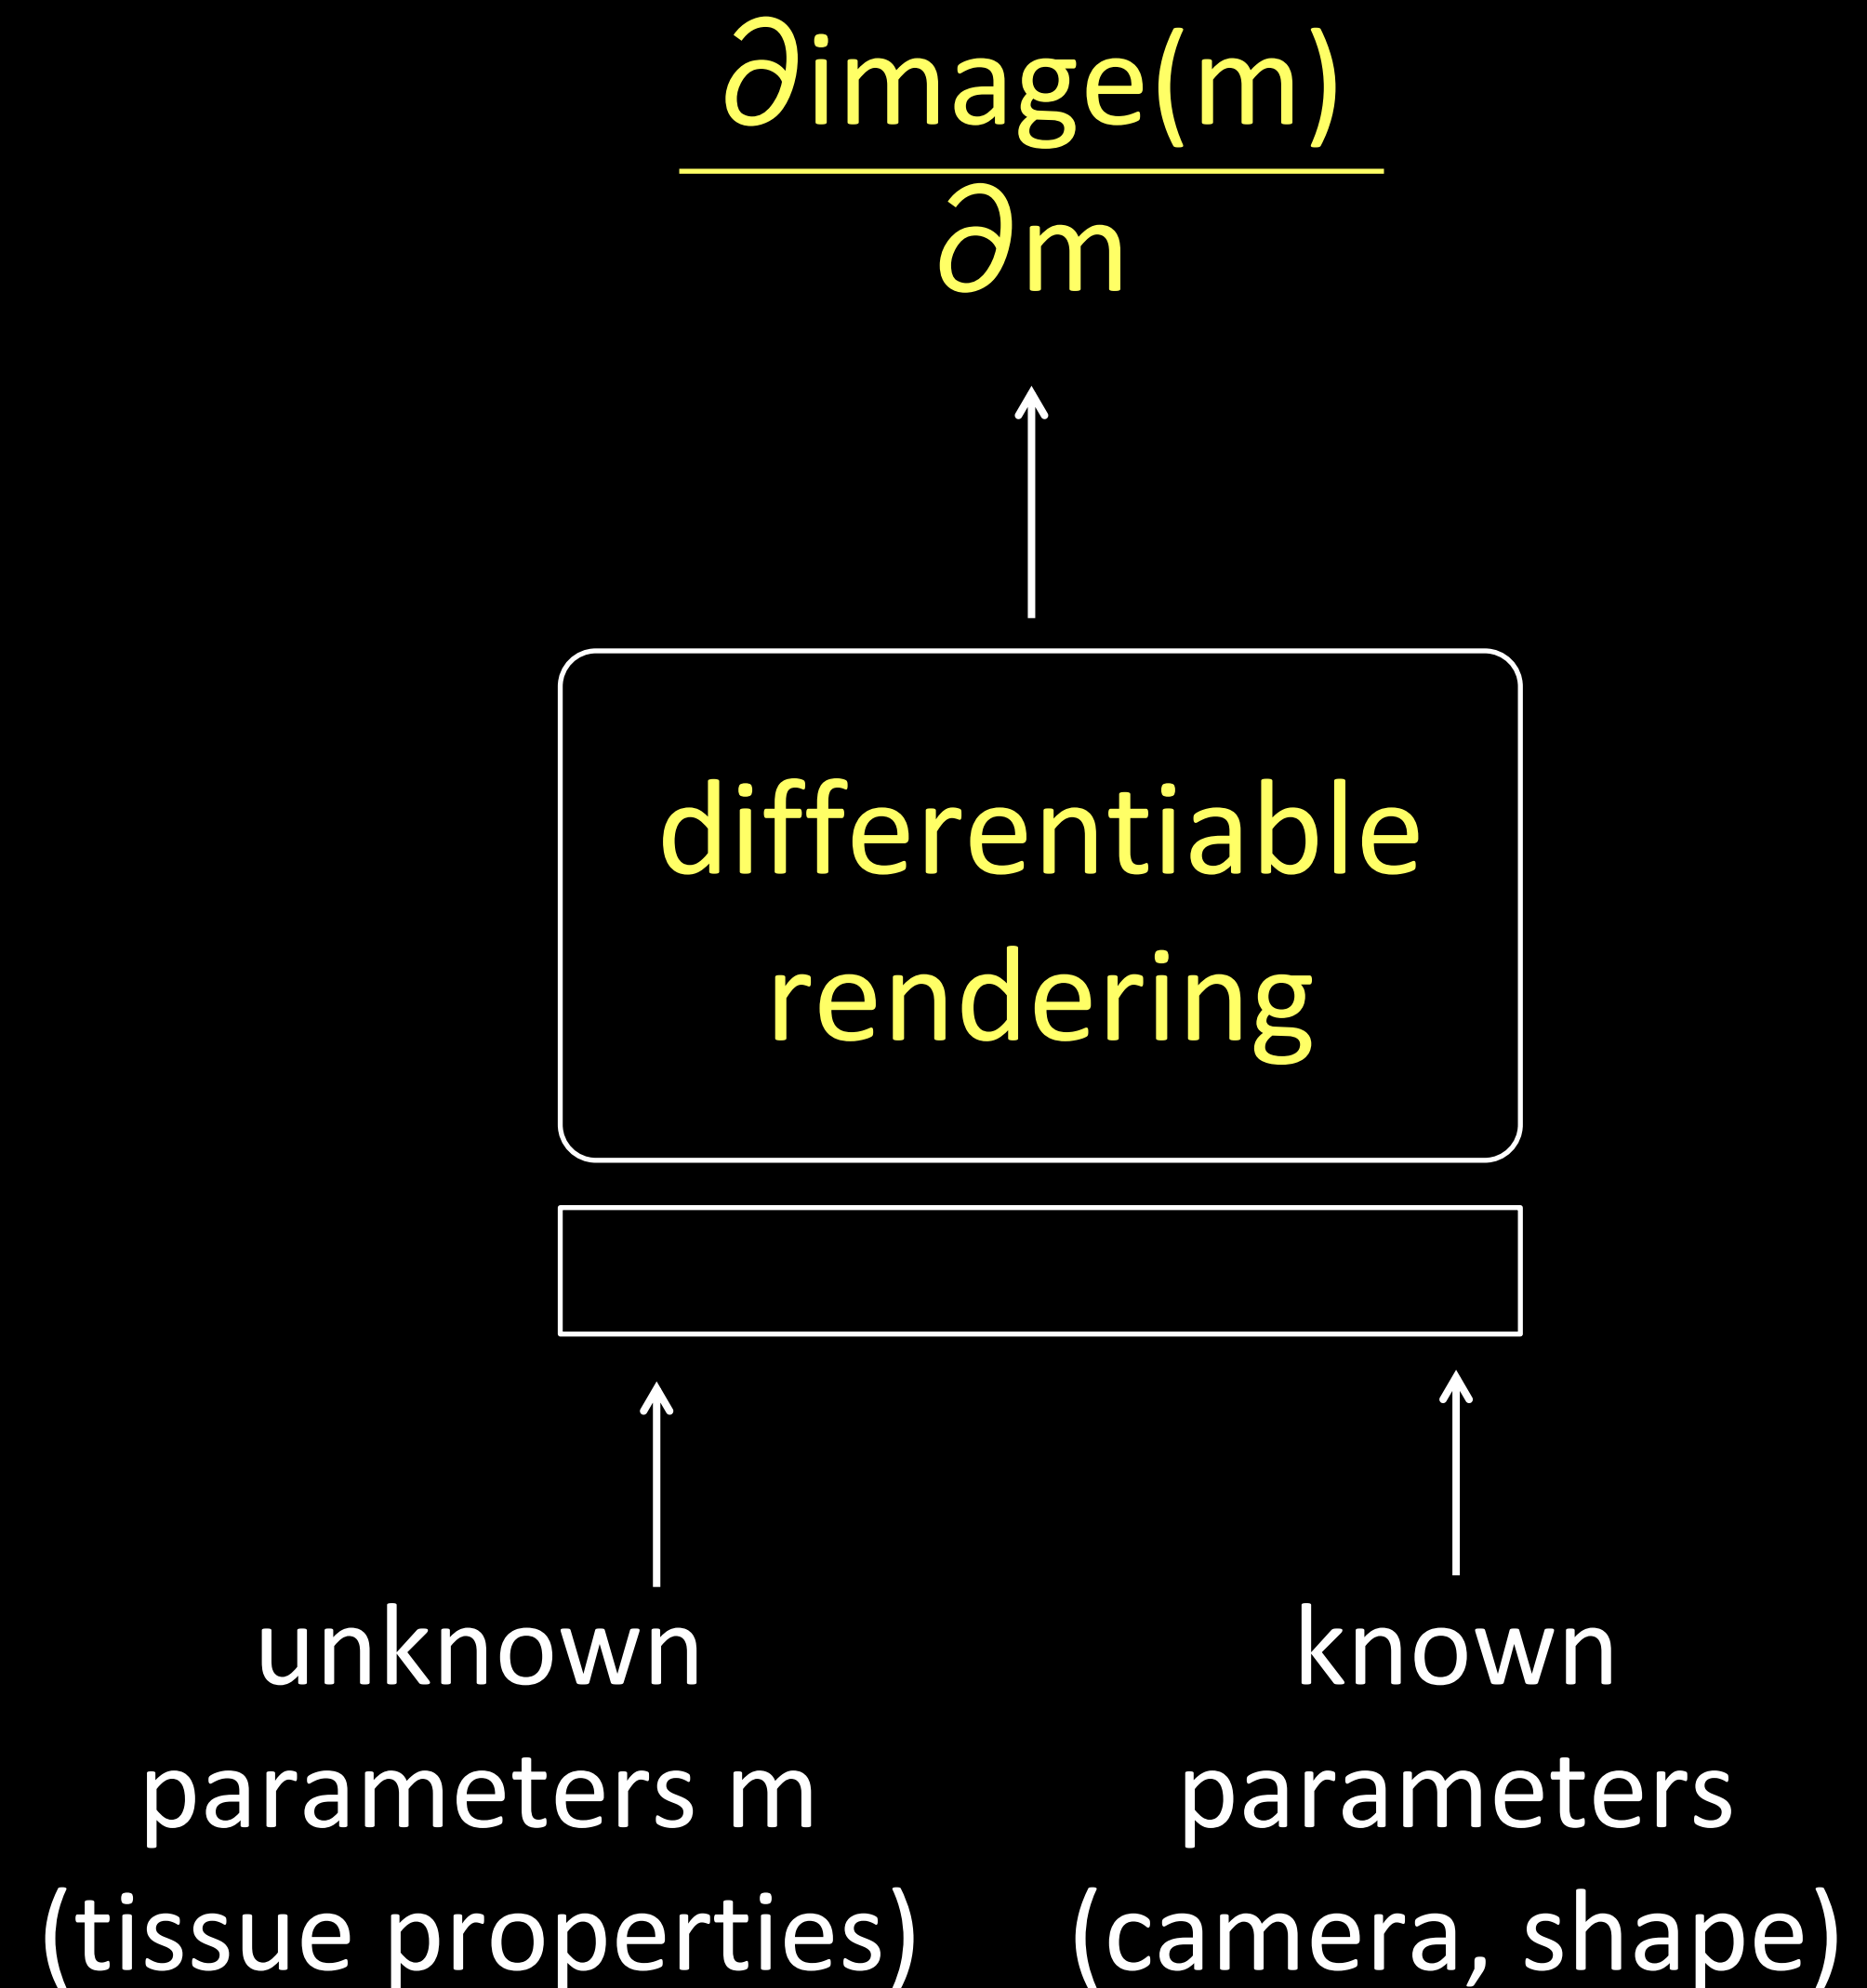 ∂image(m)
∂m
differentiable
rendering
unknown
parameters m
(tissue properties)
known
parameters
(camera, shape)